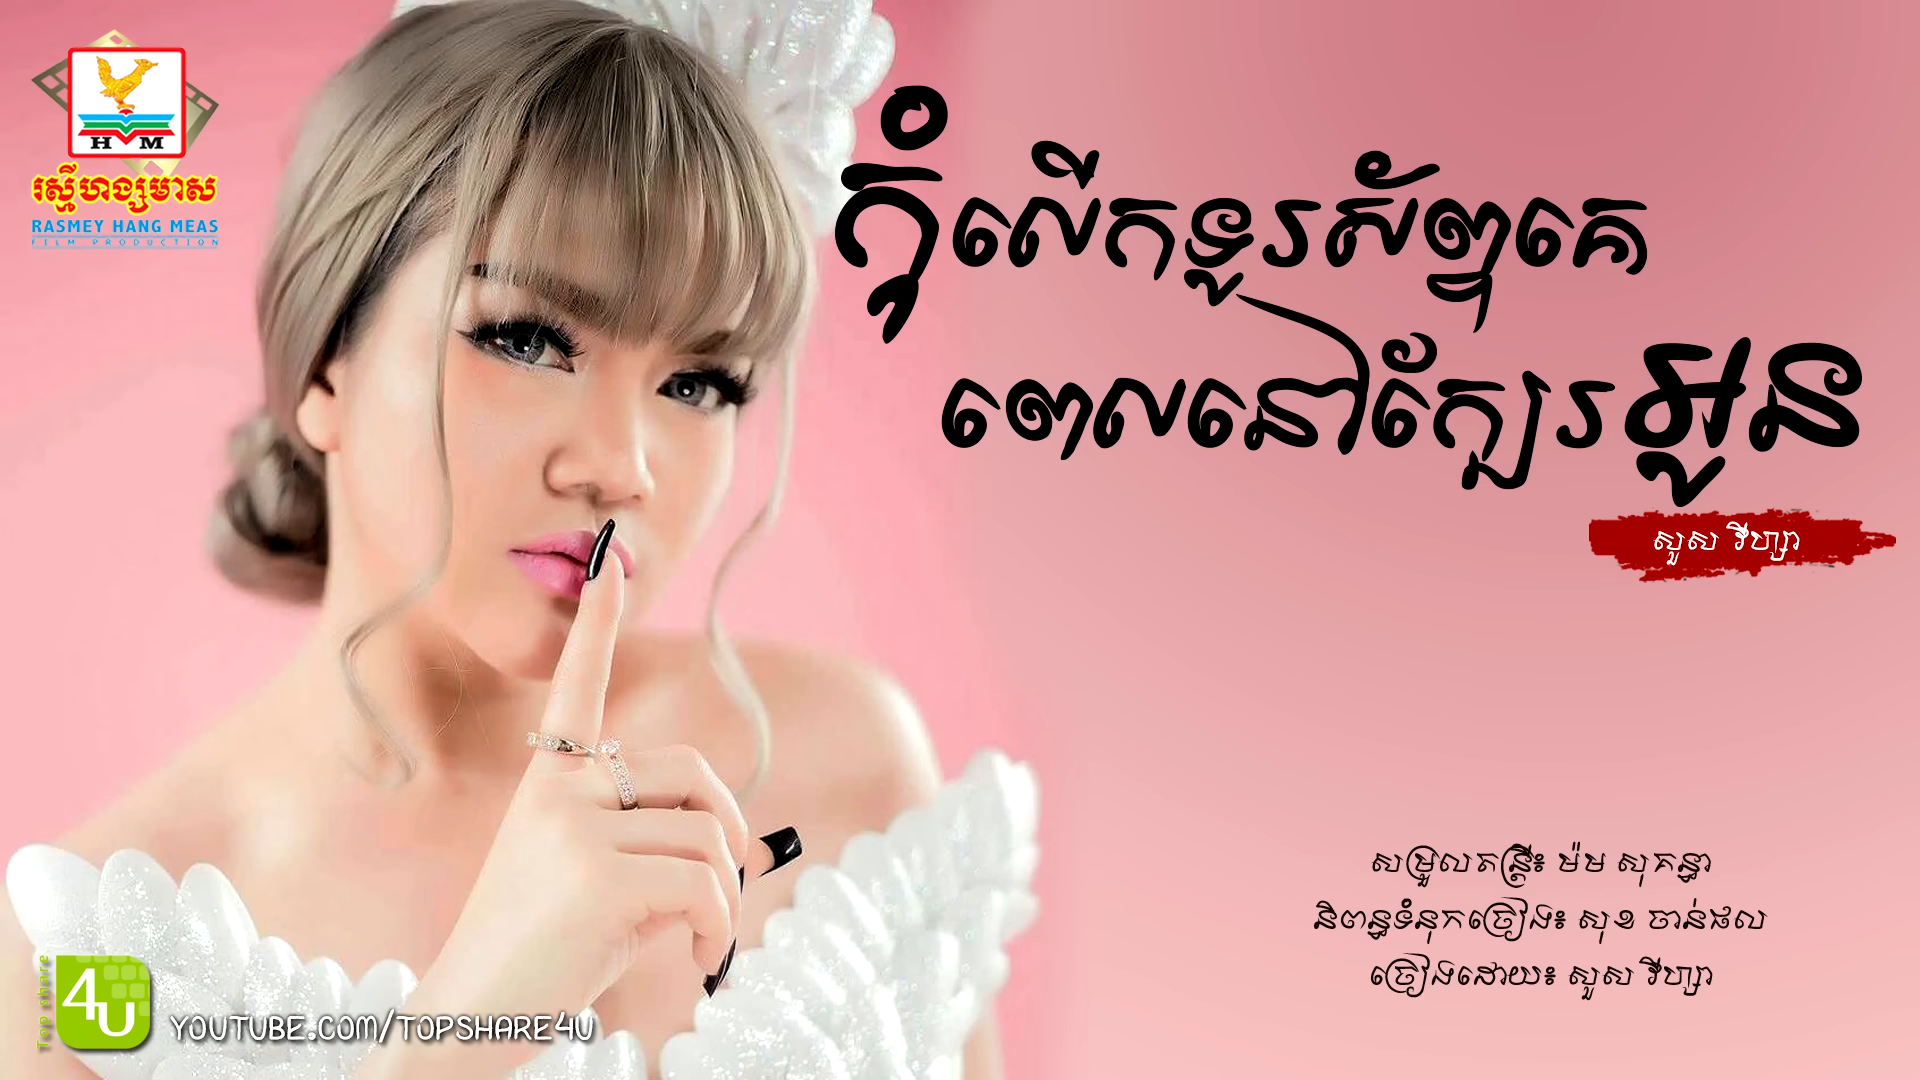 HM
រស្មីហង្សមាស
RASMEY HANG MEAS
FILM PRODUCTION
កុំលើកទូរស័ព្ទគេ
ពេលនៅក្បែរអូន
សួស វីហ្សា
សម្រួលតន្ត្រី៖ ម៉ម សុគន្ធា
និពន្ធទំនុកច្រៀង៖ សុខ ចាន់ផល
ច្រៀងដោយ៖ សួស វីហ្សា
Top share
4U
YOUTUBE.COM/TOPSHARE4U